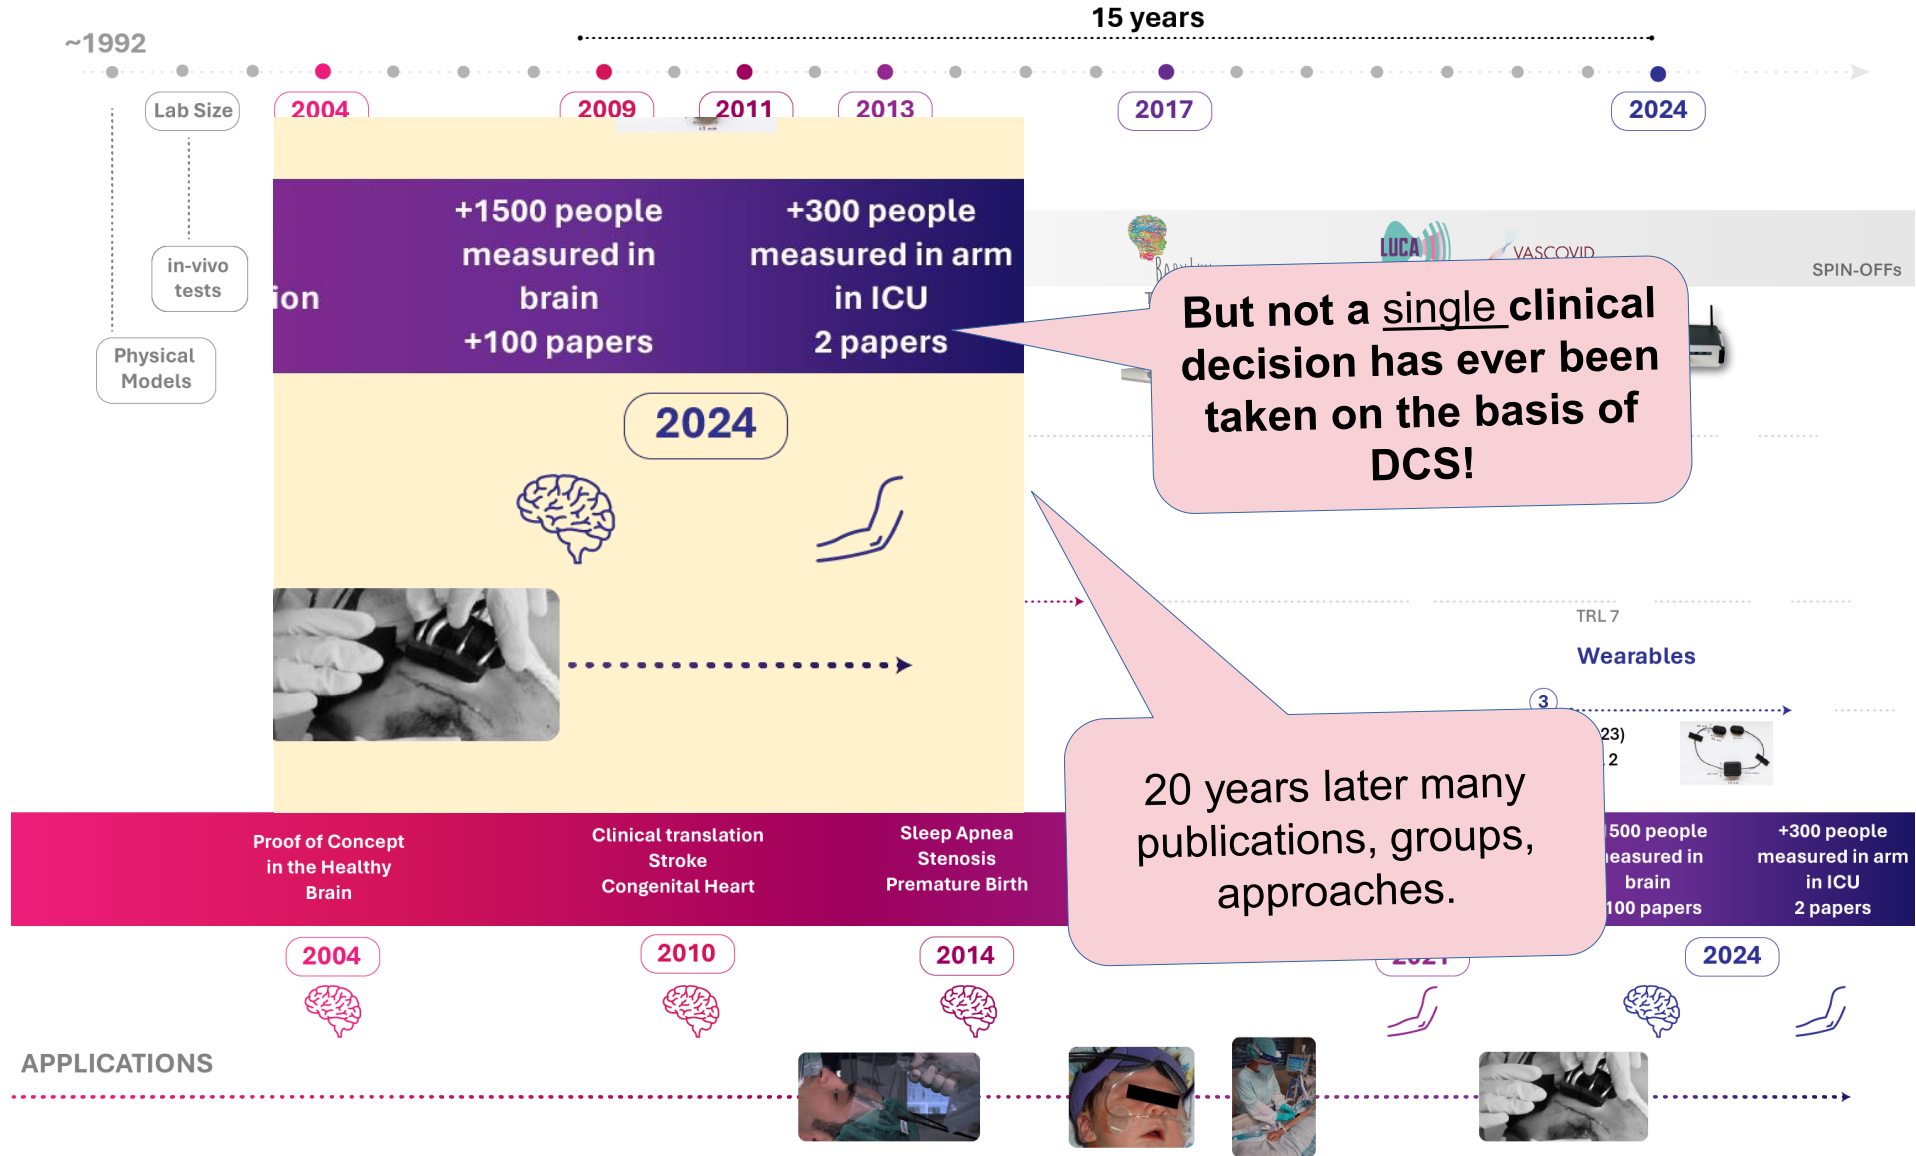 15 years
~1992
Lab Size
2004
2009
2011
2013
2017
2024
in-vivo
tests
Physical
Models
ion
+1500 people
measured in
brain
+100 papers
+300 people
measured in arm
in ICU
2 papers
2024
LUCA
VASCOVID
SPIN-OFFs
But not a single clinical
decision has ever been
taken on the basis of
DCS!
TRL 7
Wearables
3
23)
2
20 years later many
publications, groups,
approaches.
Proof of Concept
in the Healthy
Brain
Clinical translation
Stroke
Congenital Heart
Sleep Apnea
Stenosis
Premature Birth
500 people
easured in
brain
100 papers
+300 people
measured in arm
in ICU
2 papers
2004
2010
2014
2021
2024
APPLICATIONS